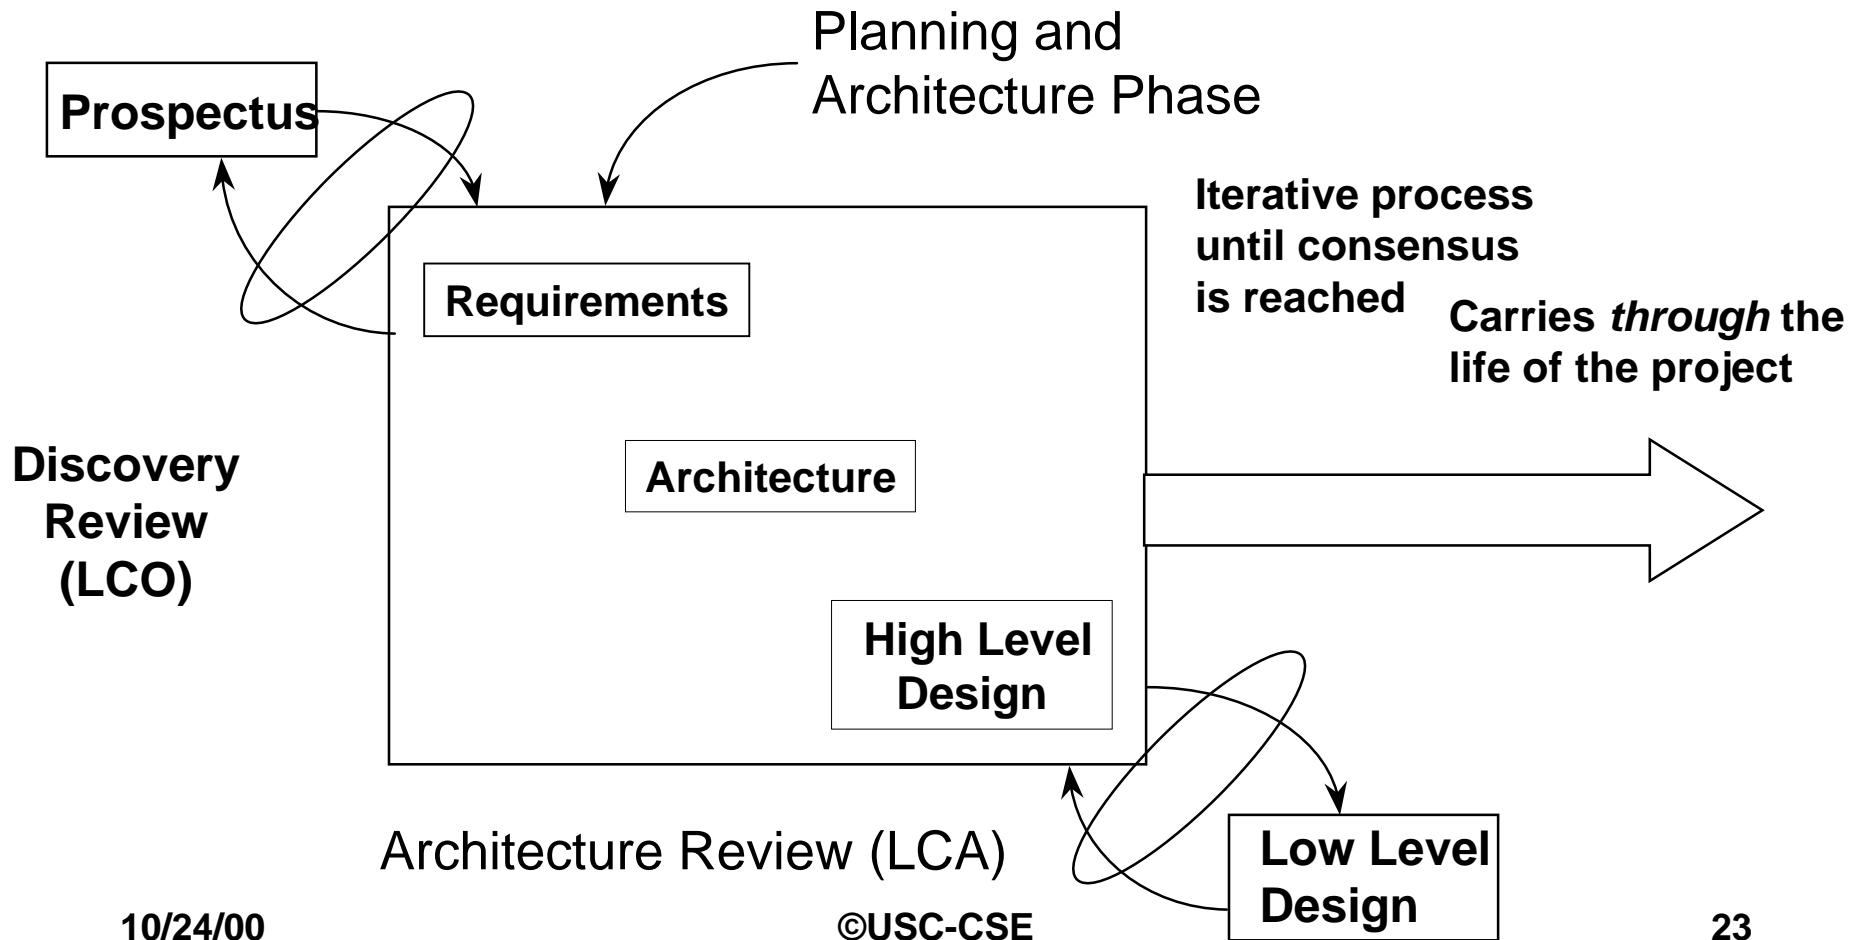 Planning and
Architecture Phase
Prospectus
Iterative process
until consensus
is reached
Carries through the
life of the project
Requirements
Discovery
Review
(LCO)
Architecture
High Level
Design
Architecture Review (LCA)
Low Level
Design
10/24/00
©USC-CSE
23